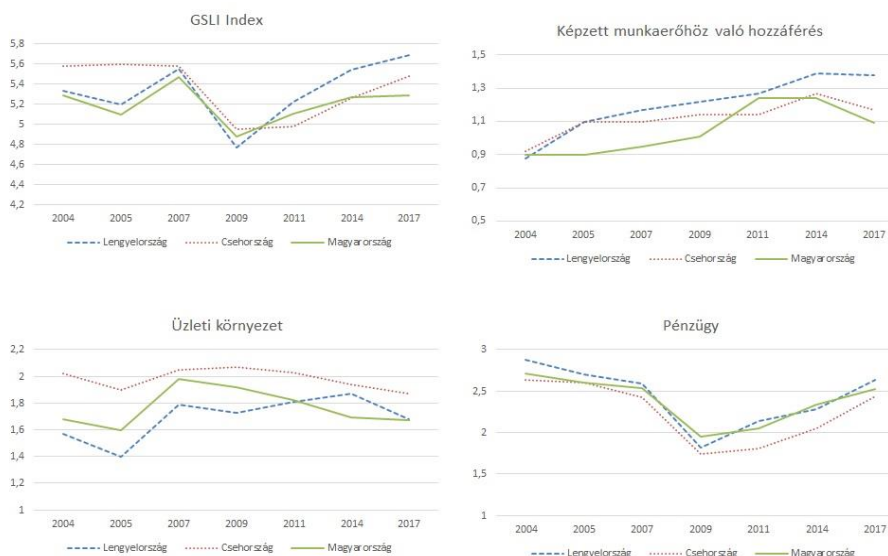 GSLI Index
5,8
5,6
5,4
5,2
5
4,8
4,6
4,4
4,2
2004 2005 2007 2009 2011 2014 2017
Lengyelország Csehország Magyarország
Képzett munkaerőhöz való hozzáférés
1,5
1,3
1,1
0,9
0,7
0,5
2004 2005 2007 2009 2011 2014 2017
Lengyelország Csehország Magyarország
Üzleti környezet
2,2
2
1,8
1,6
1,4
1,2
1
2004 2005 2007 2009 2011 2014 2017
Lengyelország Csehország Magyarország
Pénzügy
3
2,5
2
1,5
1
2004 2005 2007 2009 2011 2014 2017
Lengyelország Csehország Magyarország